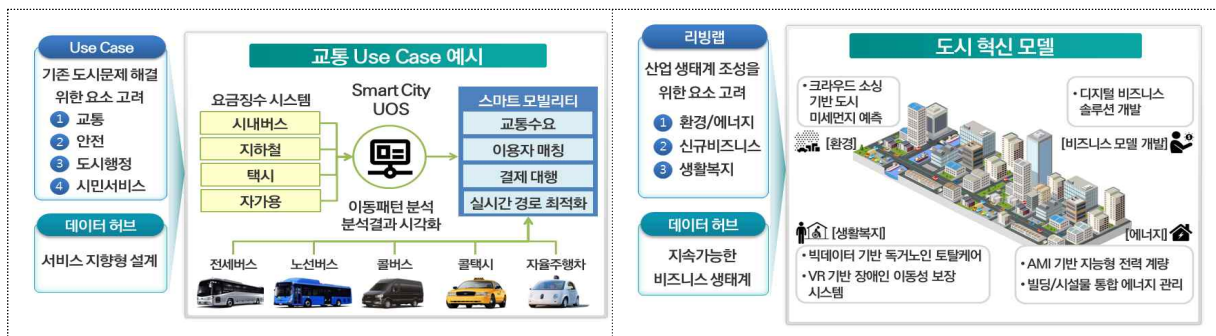 Use Case
기존 도시문제 해결
위한 요소 고려
1 교통
2 안전
3 도시행정
4 시민서비스
데이터 허브
서비스 지향형 설계
교통 Use Case 예시
요금징수 시스템
시내버스
지하철
택시
자가용
Smart City
UOS
이동패턴 분석
분석결과 시각화
스마트 모빌리티
교통수요
이용자 매칭
결제 대행
실시간 경로 최적화
전세버스
노선버스
콜버스
콜택시
자율주행차
리빙랩
산업 생태계 조성을
위한 요소 고려
1 환경/에너지
2 신규비즈니스
3 생활복지
데이터 허브
지속가능한
비즈니스 생태계
도시 혁신 모델
• 크라우드 소싱
기반 도시
미세먼지 예측
[환경]
• 디지털 비즈니스
솔루션 개발
[비즈니스 모델 개발]
[생활복지]
• 빅데이터 기반 독거노인 토탈케어
• VR 기반 장애인 이동성 보장
시스템
[에너지]
• AMI 기반 지능형 전력 계량
• 빌딩/시설물 통합 에너지 관리